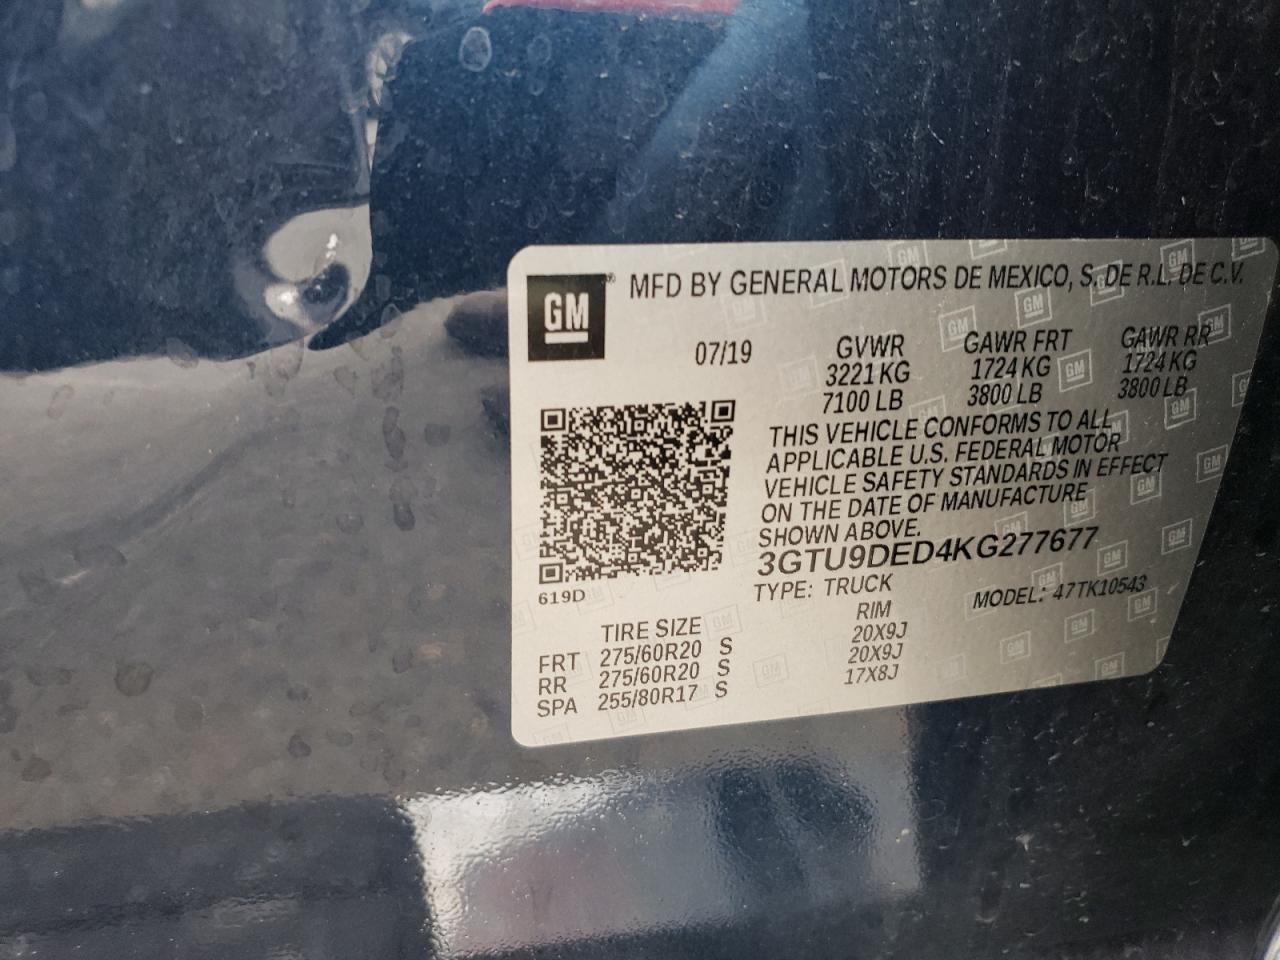 GM® MFD BY GENERAL MOTORS DE MEXICO, S. DE R.L. DE C.V.
07/19 GVWR GAWR FRT GAWR RR
3221 KG 1724 KG 1724 KG
7100 LB 3800 LB 3800 LB
THIS VEHICLE CONFORMS TO ALL
APPLICABLE U.S. FEDERAL MOTOR
VEHICLE SAFETY STANDARDS IN EFFECT
ON THE DATE OF MANUFACTURE
SHOWN ABOVE.
3GTU9DED4KG277677
619D TYPE: TRUCK MODEL: 47TK10543
TIRE SIZE RIM
FRT 275/60R20 S 20X9J
RR 275/60R20 S 20X9J
SPA 255/80R17 S 17X8J